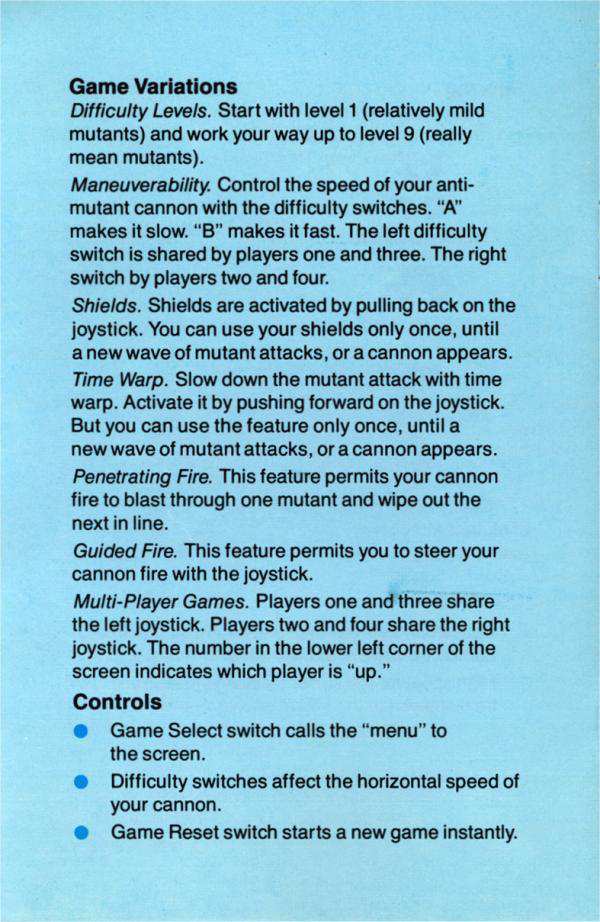 Game Variations
Difficulty Levels. Start with level 1 (relatively mild
mutants) and work your way up to level 9 (really
mean mutants).
Maneuverability. Control the speed of your anti-
mutant cannon with the difficulty switches. “A”
makes it slow. “B” makes it fast. The left difficulty
switch is shared by players one and three. The right
switch by players two and four.
Shields. Shields are activated by pulling back on the
joystick. You can use your shields only once, until
a new wave of mutant attacks, or a cannon appears.
Time Warp. Slow down the mutant attack with time
warp. Activate it by pushing forward on the joystick.
But you can use the feature only once, until a
new wave of mutant attacks, or a cannon appears.
Penetrating Fire. This feature permits your cannon
fire to blast through one mutant and wipe out the
next in line.
Guided Fire. This feature permits you to steer your
cannon fire with the joystick.
Multi-Player Games. Players one and three share
the left joystick. Players two and four share the right
joystick. The number in the lower left corner of the
screen indicates which player is “up.”
Controls
● Game Select switch calls the “menu” to
the screen.
● Difficulty switches affect the horizontal speed of
your cannon.
● Game Reset switch starts a new game instantly.